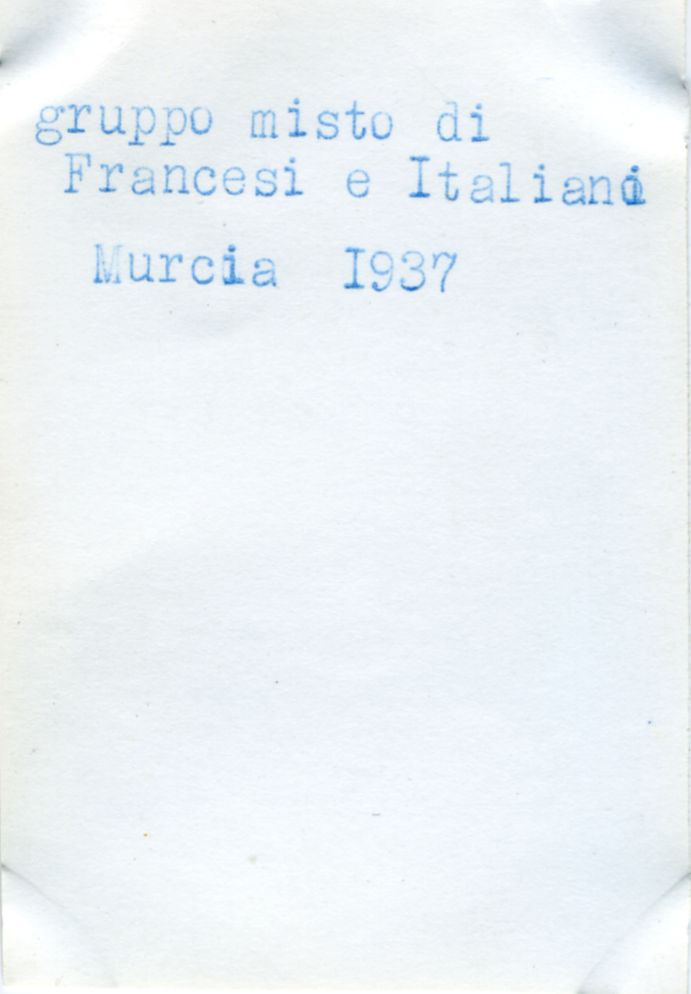 gruppo misto di
Francesi e Italiani
Murcia I937